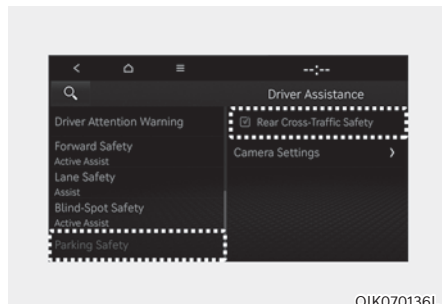 --:--
Driver Assistance
Driver Attention Warning
Rear Cross-Traffic Safety
Forward Safety
Active Assist
Camera Settings
Lane Safety
Assist
Blind-Spot Safety
Active Assist
Parking Safety